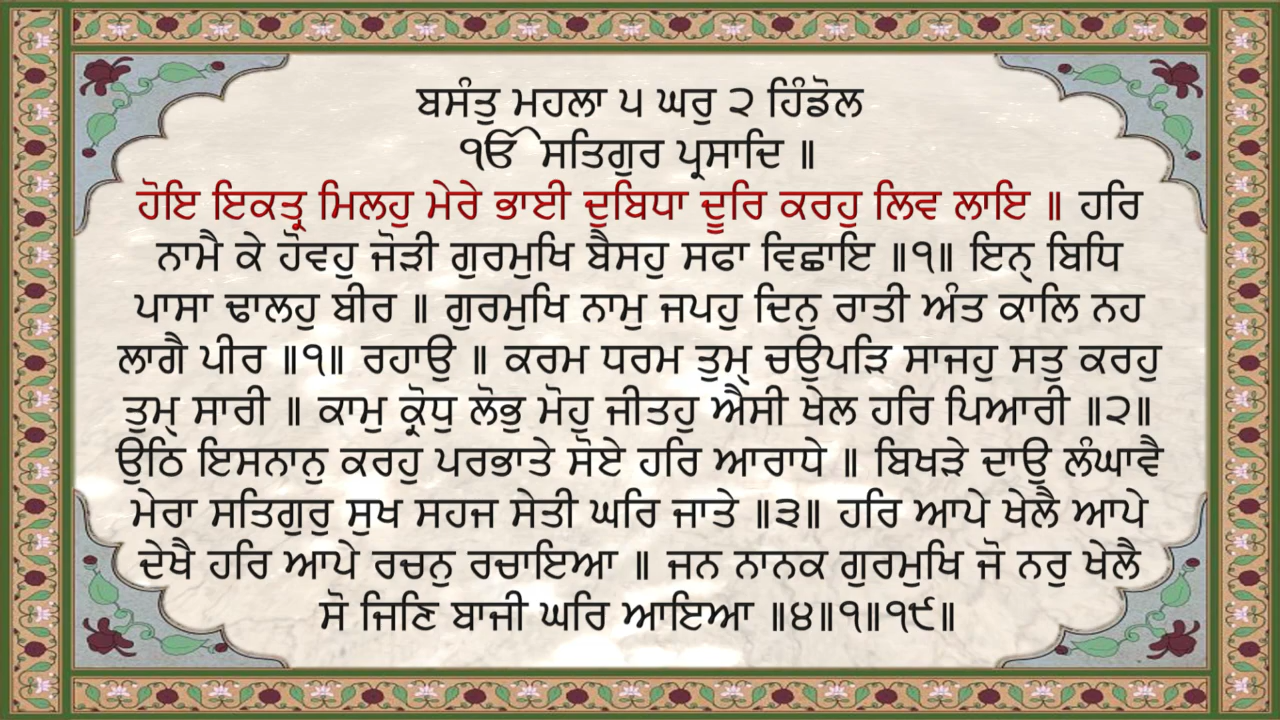 ਬਸੰਤੁ ਮਹਲਾ ੫ ਘਰੁ ੨ ਹਿੰਡੋਲ
ੴ ਸਤਿਗੁਰ ਪ੍ਰਸਾਦਿ ॥
ਹੋਇ ਇਕਤ੍ਰ ਮਿਲਹੁ ਮੇਰੇ ਭਾਈ ਦੁਬਿਧਾ ਦੂਰਿ ਕਰਹੁ ਲਿਵ ਲਾਇ ॥ ਹਰਿ
ਨਾਮੈ ਕੇ ਹੋਵਹੁ ਜੋੜੀ ਗੁਰਮੁਖਿ ਬੈਸਹੁ ਸਫਾ ਵਿਛਾਇ ॥੧॥ ਇਨ੍ ਬਿਧਿ
ਪਾਸਾ ਢਾਲਹੁ ਬੀਰ ॥ ਗੁਰਮੁਖਿ ਨਾਮੁ ਜਪਹੁ ਦਿਨੁ ਰਾਤੀ ਅੰਤ ਕਾਲਿ ਨਹ
ਲਾਗੈ ਪੀਰ ॥੧॥ ਰਹਾਉ ॥ ਕਰਮ ਧਰਮ ਤੁਮ੍ ਚਉਪੜਿ ਸਾਜਹੁ ਸਤੁ ਕਰਹੁ
ਤੁਮ੍ ਸਾਰੀ ॥ ਕਾਮੁ ਕ੍ਰੋਧੁ ਲੋਭੁ ਮੋਹੁ ਜੀਤਹੁ ਐਸੀ ਖੇਲ ਹਰਿ ਪਿਆਰੀ ॥੨॥
ਉਠਿ ਇਸਨਾਨੁ ਕਰਹੁ ਪਰਭਾਤੇ ਸੋਏ ਹਰਿ ਆਰਾਧੇ ॥ ਬਿਖੜੇ ਦਾਉ ਲੰਘਾਵੈ
ਮੇਰਾ ਸਤਿਗੁਰੁ ਸੁਖ ਸਹਜ ਸੇਤੀ ਘਰਿ ਜਾਤੇ ॥੩॥ ਹਰਿ ਆਪੇ ਖੇਲੈ ਆਪੇ
ਦੇਖੈ ਹਰਿ ਆਪੇ ਰਚਨੁ ਰਚਾਇਆ ॥ ਜਨ ਨਾਨਕ ਗੁਰਮੁਖਿ ਜੋ ਨਰੁ ਖੇਲੈ
ਸੋ ਜਿਣਿ ਬਾਜੀ ਘਰਿ ਆਇਆ ॥੪॥੧॥੧੯॥